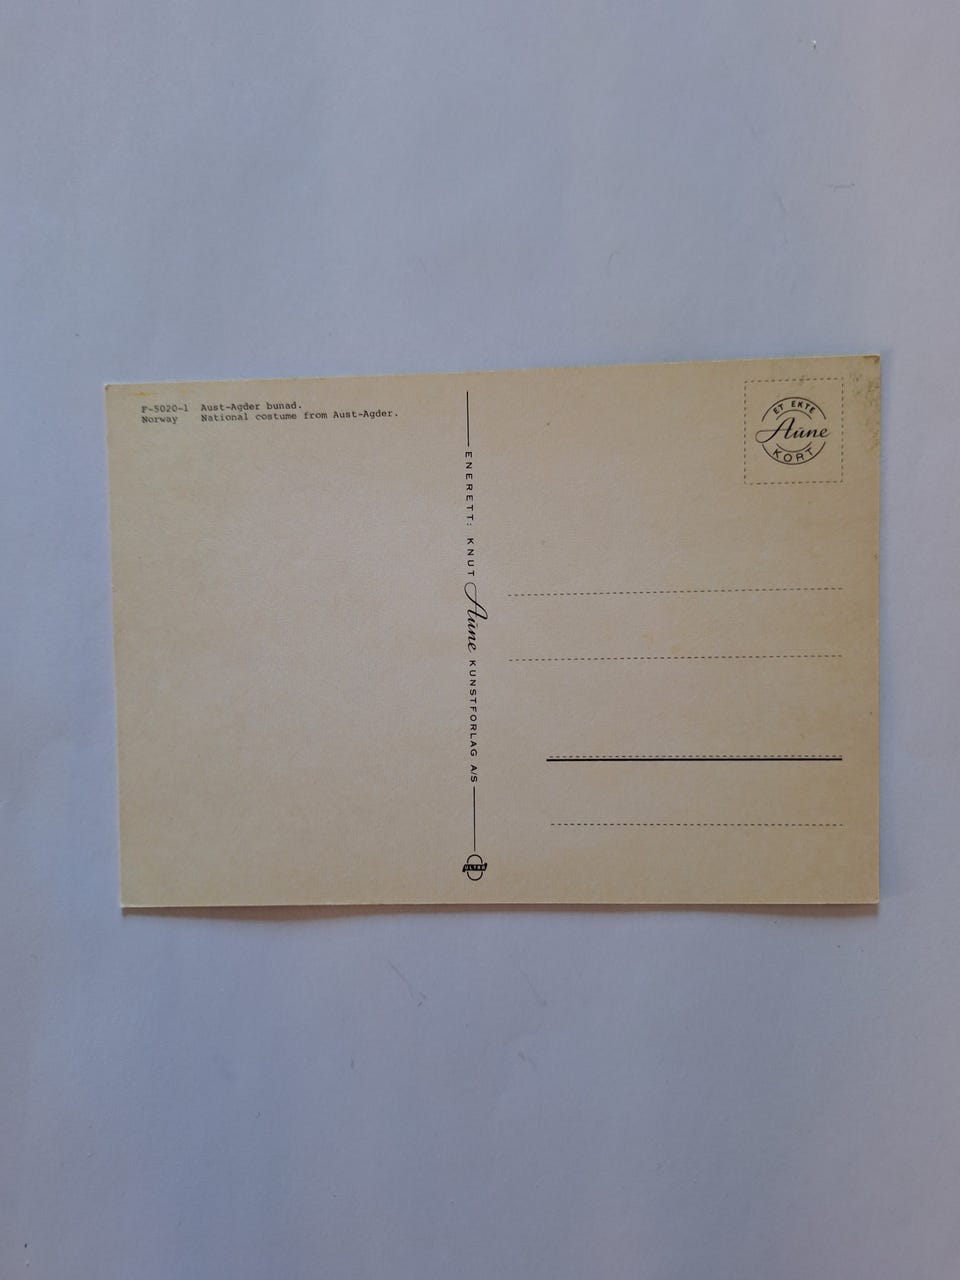 F-5020-1 Aust-Agder bunad.
Norway National costume from Aust-Agder.
ENERETT: KNUT Aune KUNSTFORLAG A/S
ULTRA
ET EKTE
Aune
KORT